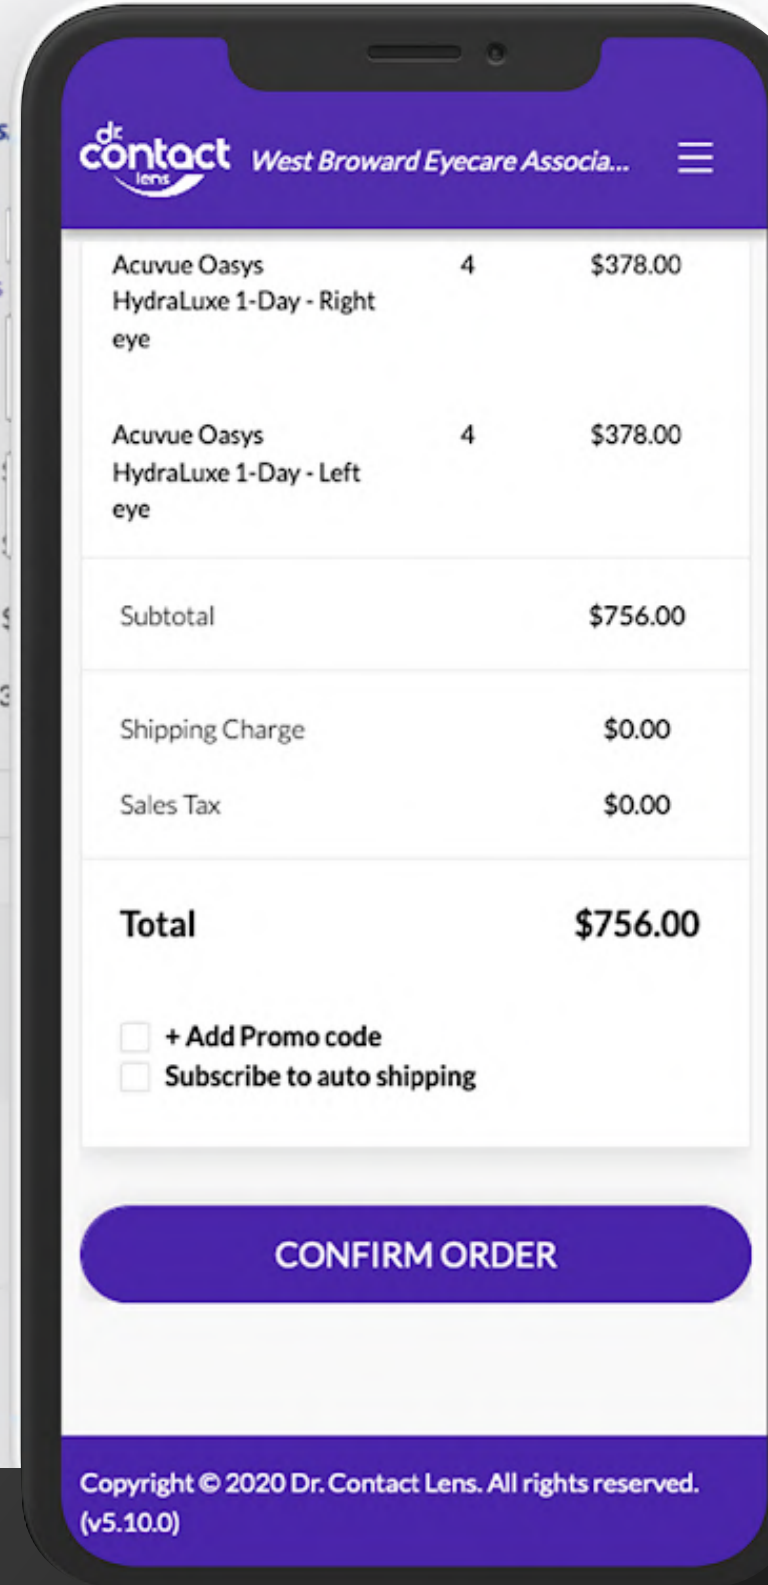 dr.
contact
lens
West Broward Eyecare Associa...
Acuvue Oasys 4 $378.00
HydraLuxe 1-Day - Right
eye
Acuvue Oasys 4 $378.00
HydraLuxe 1-Day - Left
eye
Subtotal $756.00
Shipping Charge $0.00
Sales Tax $0.00
Total $756.00
+ Add Promo code
Subscribe to auto shipping
CONFIRM ORDER
Copyright © 2020 Dr. Contact Lens. All rights reserved.
(v5.10.0)